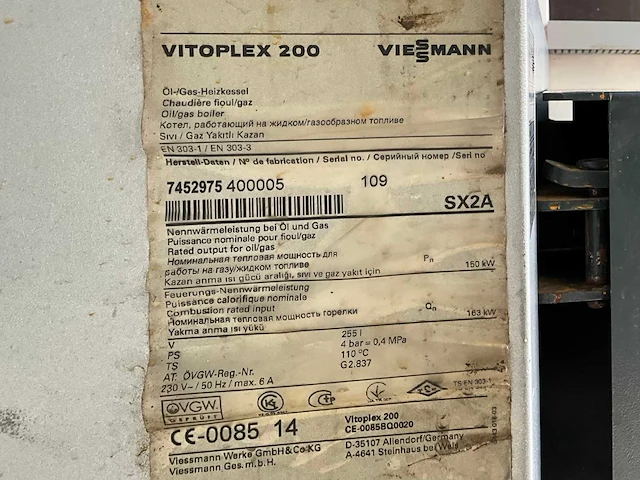 VITOPLEX 200 VIESSMANN
Öl-/Gas-Heizkessel
Chaudière fioul/gaz
Oil/gas boiler
Котел, работающий на жидком/газообразном топливе
Sıvı / Gaz Yakıtlı Kazan
EN 303-1 / EN 303-3
Herstell-Daten / N° de fabrication / Serial no. / Серийный номер /Seri no
7452975 400005 109
SX2A
Nennwärmeleistung bei Öl und Gas
Puissance nominale pour fioul/gaz
Rated output for oil/gas
Номинальная тепловая мощность для
работы на газу/жидком топливе Pn 150 kW
Kazan anma ısı gücü aralığı, sıvı ve gaz yakıt için
Feuerungs-Nennwärmeleistung
Puissance calorifique nominale
Combustion rated input Qn 163 kW
Номинальная тепловая мощность горелки
Yakma anma ısı yükü
V 255 l
PS 4 bar = 0,4 MPa
TS 110 °C
AT. ÖVGW-Reg.-Nr. G2.837
230 V~ / 50 Hz / max. 6 A
ÖVGW TS EN 303-1
GEPRÜFT
CE-0085 14 Vitoplex 200
CE-0085BQ0020
Viessmann Werke GmbH & Co KG D-35107 Allendorf/Germany
Viessmann Ges.m.b.H. A-4641 Steinhaus bei Wels